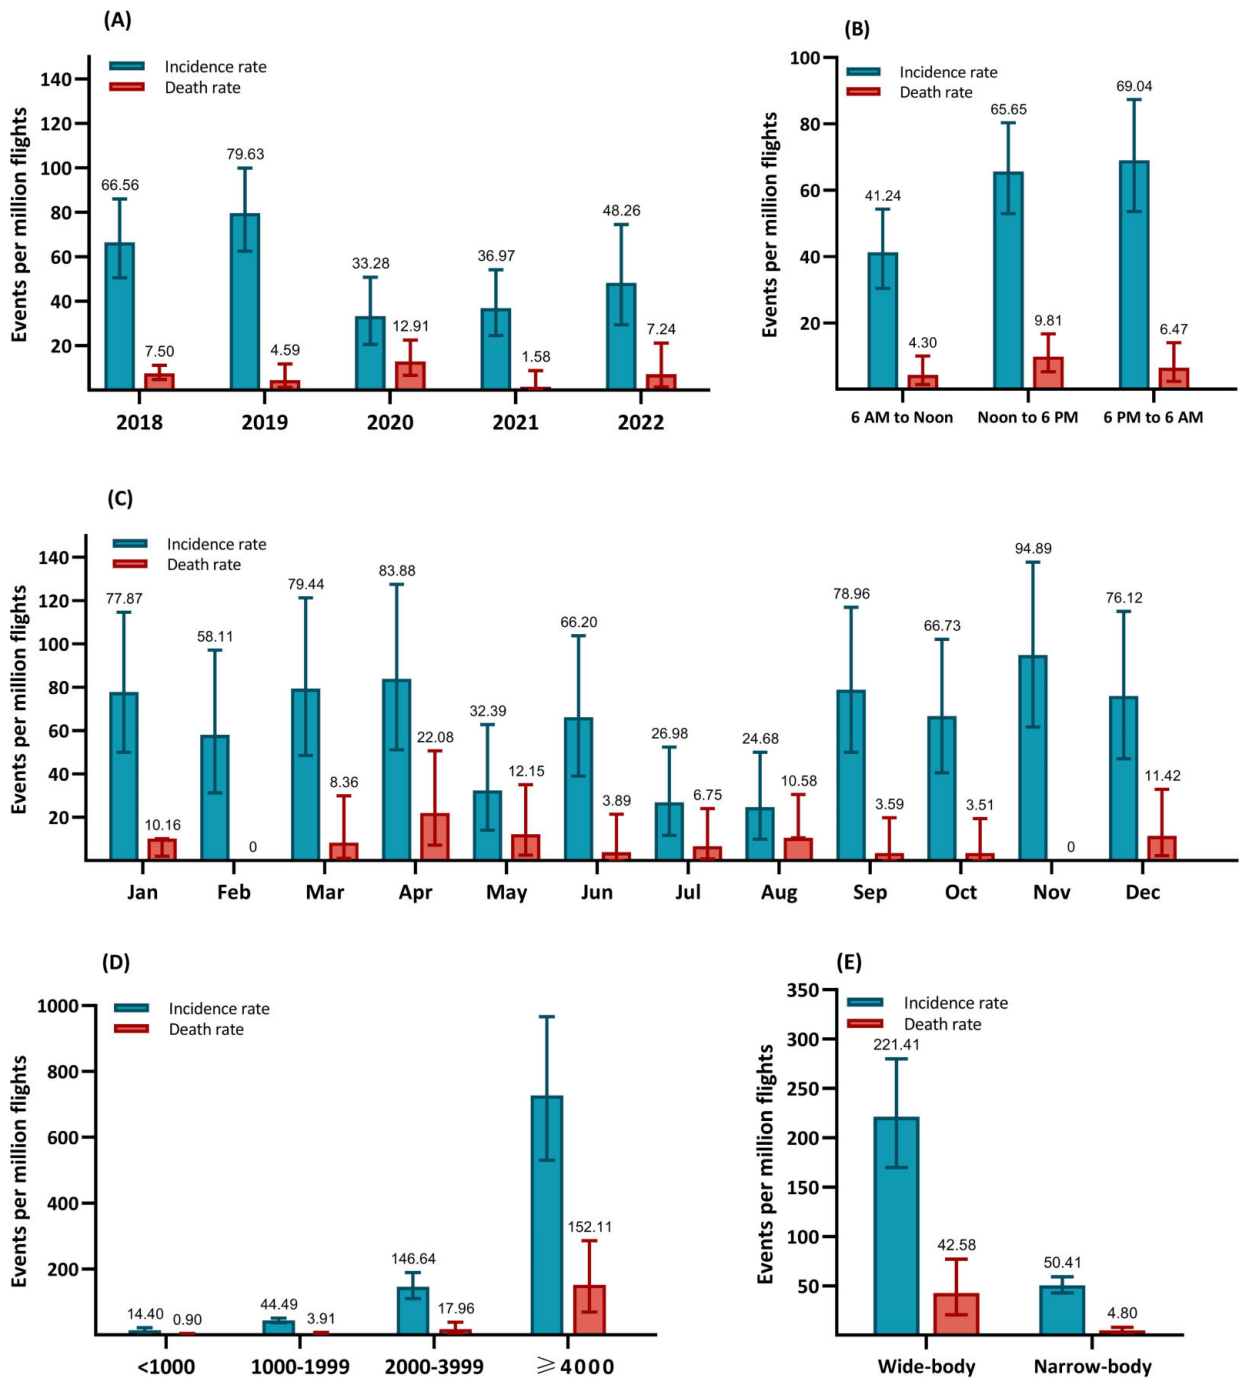 (A)
Incidence rate
Death rate
Events per million flights
140
120
100
80
60
40
20
66.56
7.50
79.63
4.59
33.28
12.91
36.97
1.58
48.26
7.24
2018
2019
2020
2021
2022
(B)
Incidence rate
Death rate
Events per million flights
100
80
60
40
20
41.24
4.30
65.65
9.81
69.04
6.47
6 AM to Noon
Noon to 6 PM
6 PM to 6 AM
(C)
Incidence rate
Death rate
Events per million flights
140
120
100
80
60
40
20
77.87
10.16
58.11
0
79.44
8.36
83.88
22.08
32.39
12.15
66.20
3.89
26.98
6.75
24.68
10.58
78.96
3.59
66.73
3.51
94.89
0
76.12
11.42
Jan
Feb
Mar
Apr
May
Jun
Jul
Aug
Sep
Oct
Nov
Dec
(D)
Incidence rate
Death rate
Events per million flights
1000
800
600
400
200
14.40
0.90
44.49
3.91
146.64
17.96
152.11
<1000
1000-1999
2000-3999
⩾4000
(E)
Incidence rate
Death rate
Events per million flights
350
300
250
200
150
100
50
221.41
42.58
50.41
4.80
Wide-body
Narrow-body